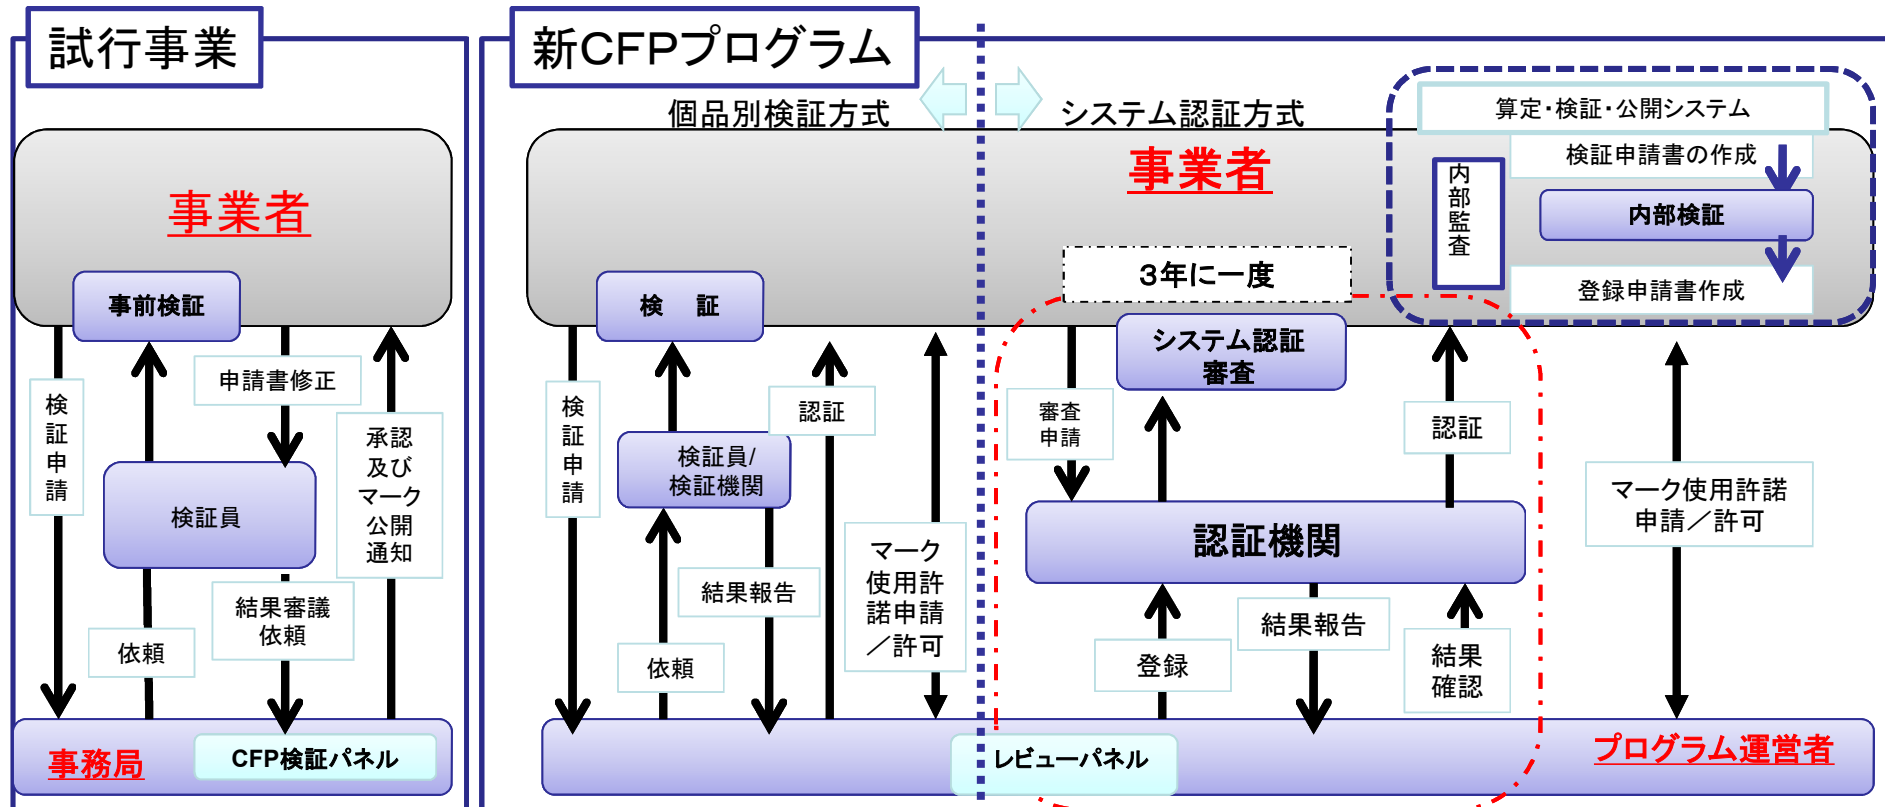 試行事業
事業者
事前検証
検
証
申
請
申請書修正
承認
及び
マーク
公開
通知
検証員
依頼
結果審議
依頼
事務局
CFP検証パネル
新CFPプログラム
個品別検証方式
システム認証方式
事業者
算定・検証・公開システム
検証申請書の作成
内部検証
登録申請書作成
内
部
監
査
3年に一度
検 証
システム認証
審査
検
証
申
請
検証員/
検証機関
認証
結果報告
依頼
マーク
使用許
諾申請
／許可
審査
申請
認証
認証機関
登録
結果報告
結果
確認
マーク使用許諾
申請／許可
レビューパネル
プログラム運営者